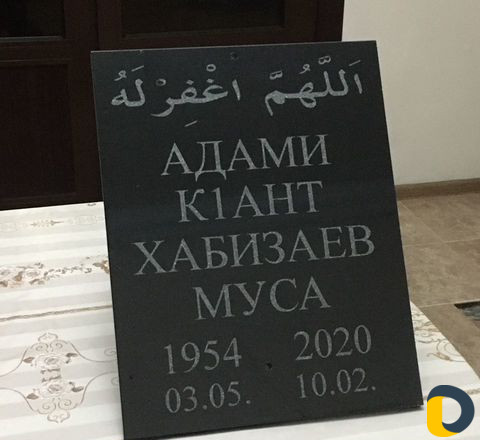 اَللَّهُمَّ اغْفِرْ لَهُ
АДАМИ
К1АНТ
ХАБИЗАЕВ
МУСА
1954 2020
03.05. 10.02.